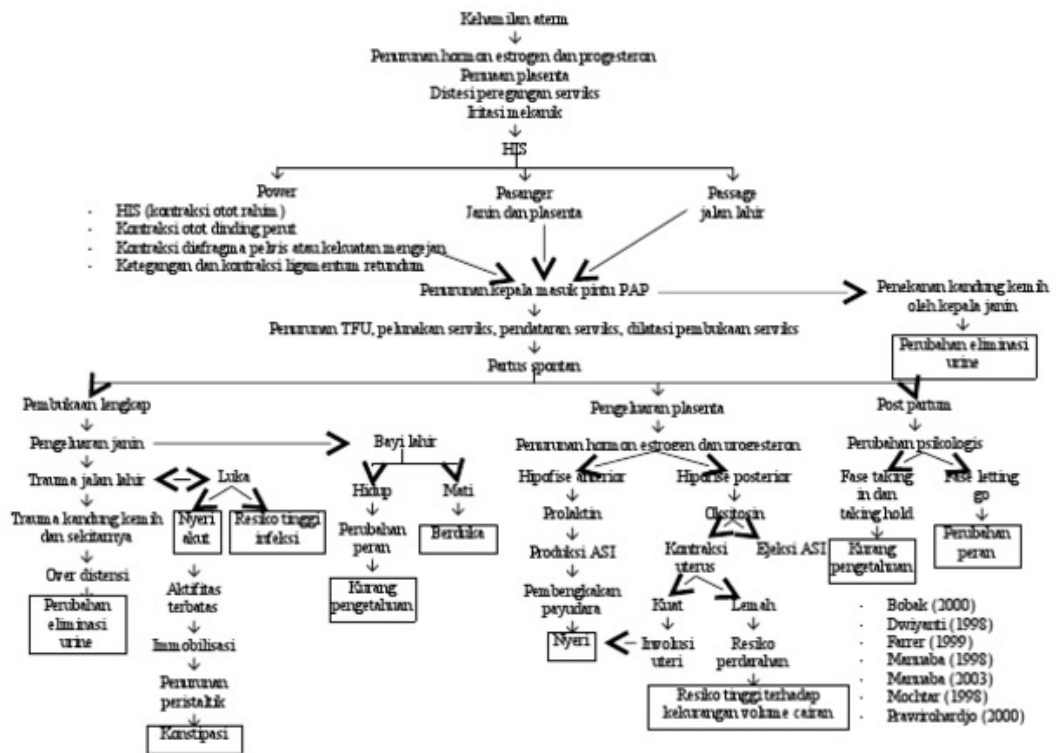 Kehamilan aterm
Penurunan hormon estrogen dan progesteron
Penuaan plasenta
Distesi peregangan serviks
Iritasi mekanik
HIS
Power
- HIS (kontraksi otot rahim)
- Kontraksi otot dinding perut
- Kontraksi diafragma pelvis atau kekuatan mengejan
- Ketegangan dan kontraksi ligamentum retundum
Pasanger
Janin dan plasenta
Passage
jalan lahir
Penurunan kepala masuk pintu PAP
Penekanan kandung kemih
oleh kepala janin
Perubahan eliminasi
urine
Penurunan TFU, pelunakan serviks, pendataran serviks, dilatasi pembukaan serviks
Partus spontan
Pembukaan lengkap
Pengeluaran janin
Trauma jalan lahir
Trauma kandung kemih
dan sekitarnya
Over distensi
Perubahan
eliminasi
urine
Luka
Nyeri
akut
Resiko tinggi
infeksi
Aktifitas
terbatas
Immobilisasi
Penurunan
peristaltik
Konstipasi
Bayi lahir
Hidup
Perubahan
peran
Kurang
pengetahuan
Mati
Berduka
Pengeluaran plasenta
Penurunan hormon estrogen dan urogesteron
Hipofise anterior
Prolaktin
Produksi ASI
Pembengkakan
payudara
Nyeri
Hipofise posterior
Oksitosin
Kontraksi
uterus
Ejeksi ASI
Kuat
Involusi
uteri
Lemah
Resiko
perdarahan
Resiko tinggi terhadap
kekurangan volume cairan
Post partum
Perubahan psikologis
Fase taking
in dan
taking hold
Kurang
pengetahuan
Fase letting
go
Perubahan
peran
- Bobak (2000)
- Dwiyanti (1998)
- Farrer (1999)
- Manuaba (1998)
- Manuaba (2003)
- Mochtar (1998)
- Prawirohardjo (2000)